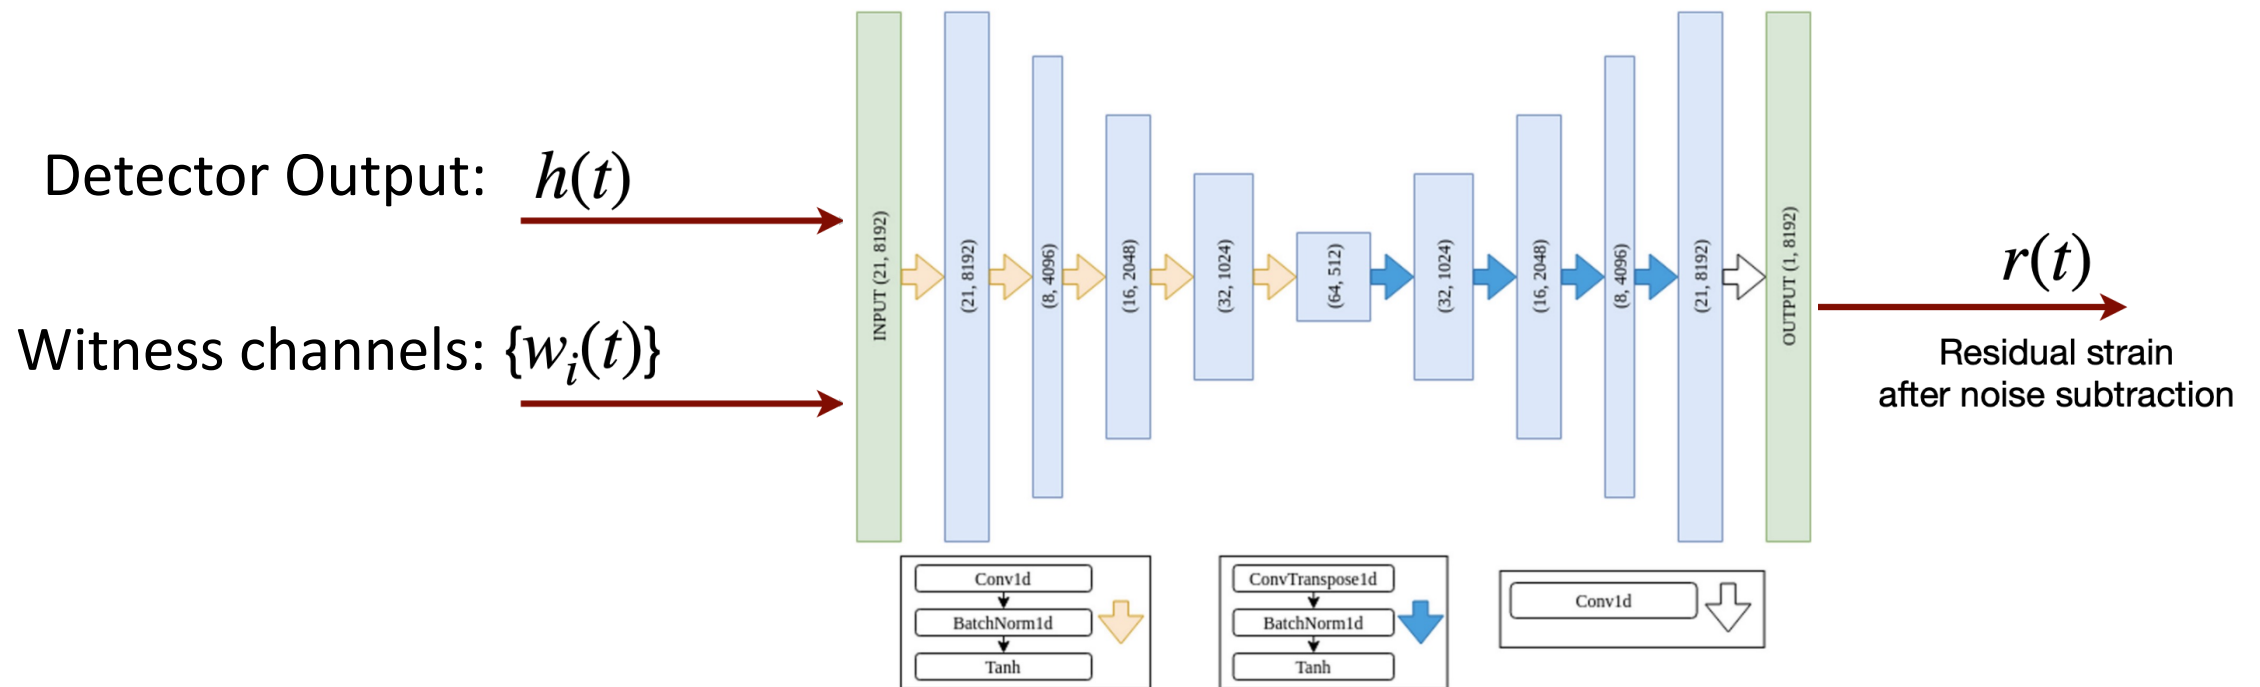 Detector Output: h(t)
Witness channels: {wᵢ(t)}
INPUT (21, 8192)
(21, 8192)
(8, 4096)
(16, 2048)
(32, 1024)
(64, 512)
(32, 1024)
(16, 2048)
(8, 4096)
(21, 8192)
OUTPUT (1, 8192)
r(t)
Residual strain
after noise subtraction
Conv1d
BatchNorm1d
Tanh
ConvTranspose1d
BatchNorm1d
Tanh
Conv1d